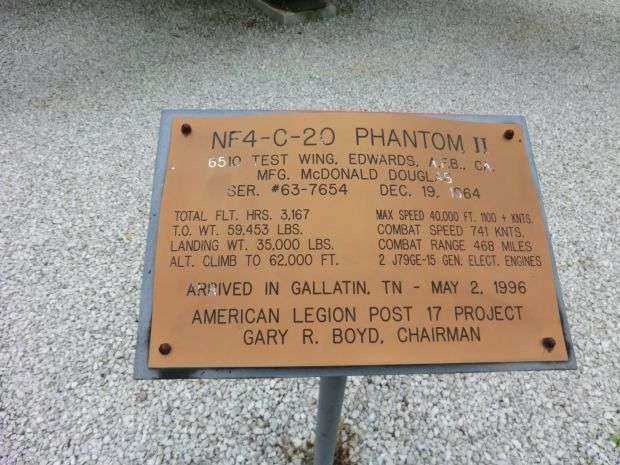 NF4-C-20 PHANTOM II
6510 TEST WING, EDWARDS, A.F.B., CA.
MFG. McDONALD DOUGLAS
SER. #63-7654 DEC. 19, 1964
TOTAL FLT. HRS. 3,167
T.O. WT. 59,453 LBS.
LANDING WT. 35,000 LBS.
ALT. CLIMB TO 62,000 FT.
MAX SPEED 40,000 FT. 1100 + KNTS.
COMBAT SPEED 741 KNTS.
COMBAT RANGE 468 MILES
2 J79GE-15 GEN. ELECT. ENGINES
ARRIVED IN GALLATIN, TN - MAY 2, 1996
AMERICAN LEGION POST 17 PROJECT
GARY R. BOYD, CHAIRMAN